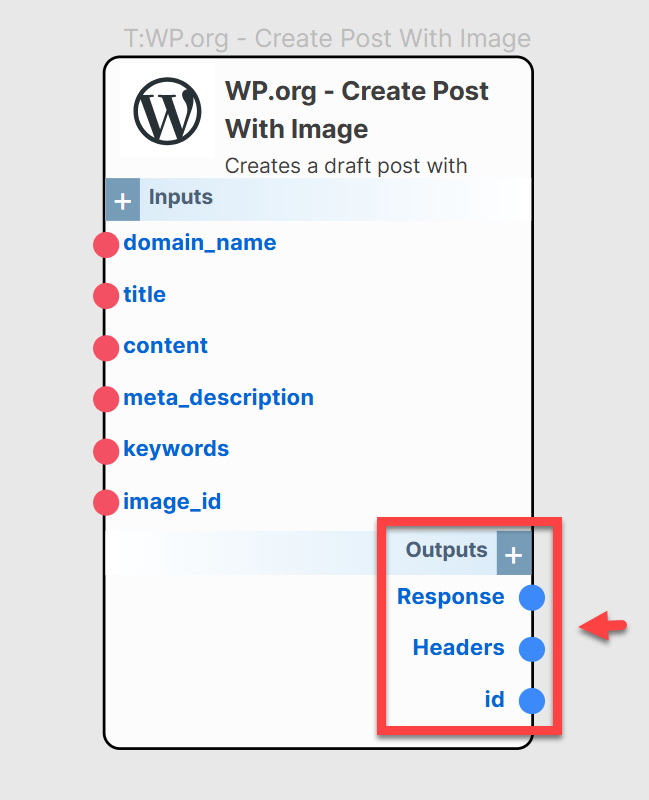 T:WP.org - Create Post With Image
WP.org - Create Post
With Image
Creates a draft post with
+ Inputs
domain_name
title
content
meta_description
keywords
image_id
Outputs +
Response
Headers
id